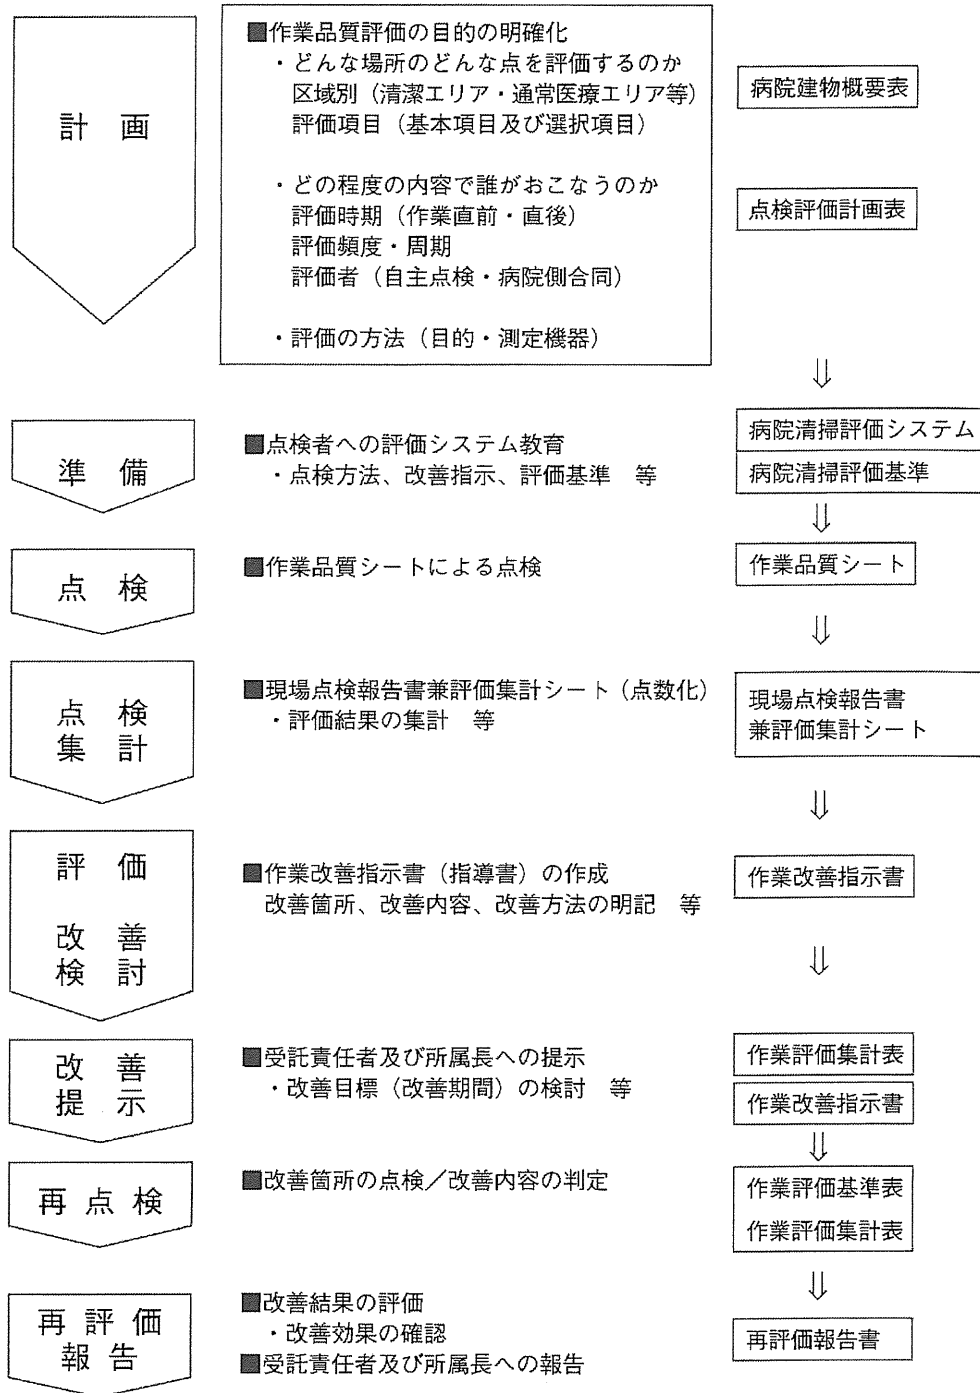 計 画
■作業品質評価の目的の明確化
・どんな場所のどんな点を評価するのか
区域別（清潔エリア・通常医療エリア等）
評価項目（基本項目及び選択項目）
・どの程度の内容で誰がおこなうのか
評価時期（作業直前・直後）
評価頻度・周期
評価者（自主点検・病院側合同）
・評価の方法（目的・測定機器）
病院建物概要表
点検評価計画表
⇓
準 備
■点検者への評価システム教育
・点検方法、改善指示、評価基準　等
病院清掃評価システム
病院清掃評価基準
⇓
点 検
■作業品質シートによる点検
作業品質シート
⇓
点 検
集 計
■現場点検報告書兼評価集計シート（点数化）
・評価結果の集計　等
現場点検報告書
兼評価集計シート
⇓
評 価
改 善
検 討
■作業改善指示書（指導書）の作成
改善箇所、改善内容、改善方法の明記　等
作業改善指示書
⇓
改 善
提 示
■受託責任者及び所属長への提示
・改善目標（改善期間）の検討　等
作業評価集計表
作業改善指示書
⇓
再 点 検
■改善箇所の点検／改善内容の判定
作業評価基準表
作業評価集計表
⇓
再 評 価
報 告
■改善結果の評価
・改善効果の確認
■受託責任者及び所属長への報告
再評価報告書